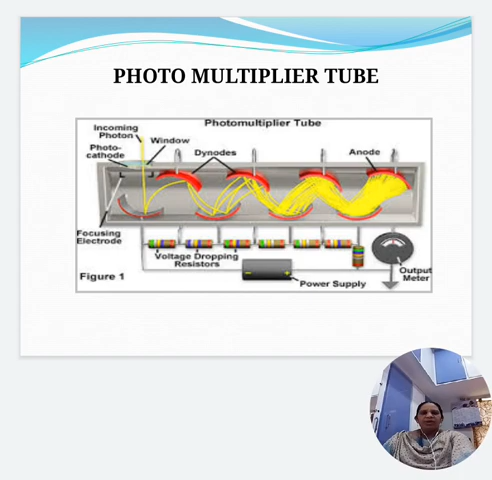 PHOTO MULTIPLIER TUBE
Photomultiplier Tube
Incoming
Photon
Window
Photo-
cathode
Dynodes
Anode
Focusing
Electrode
Voltage Dropping
Resistors
Output
Meter
Power Supply
Figure 1